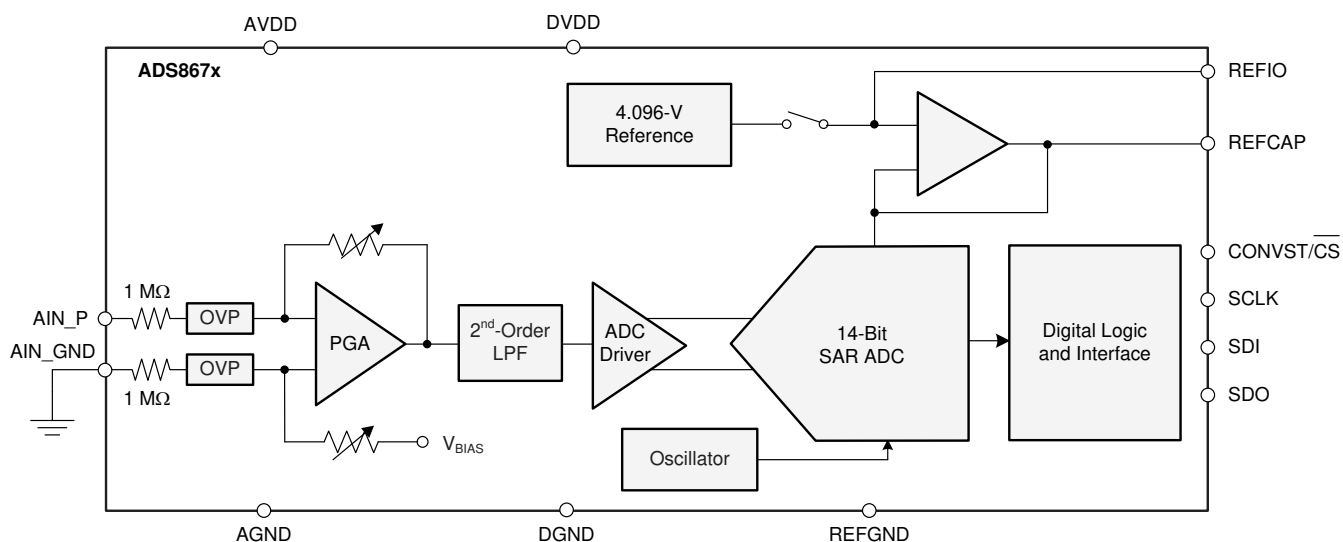 AVDD
DVDD
ADS867x
REFIO
4.096-V
Reference
REFCAP
CONVST/C̅S̅
1 MΩ
OVP
AIN_P
PGA
2nd-Order
LPF
ADC
Driver
14-Bit
SAR ADC
Digital Logic
and Interface
SCLK
AIN_GND
OVP
1 MΩ
SDI
SDO
VBIAS
Oscillator
AGND
DGND
REFGND